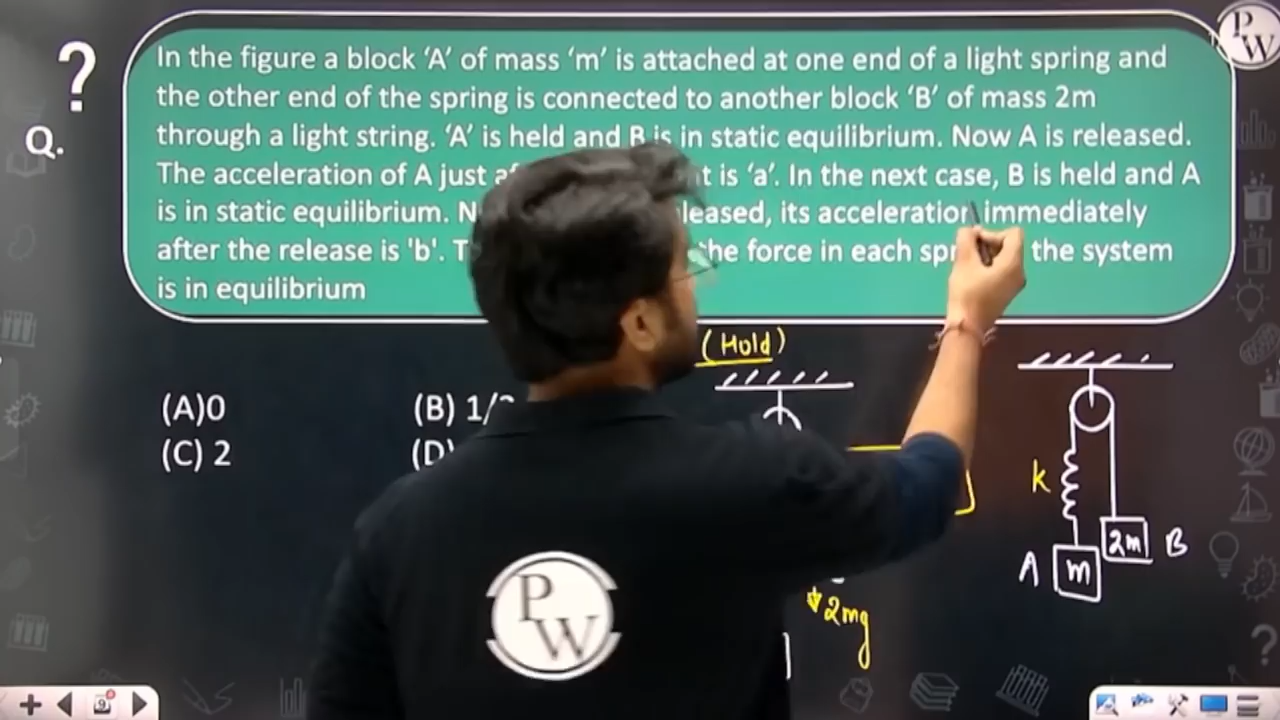 In the figure a block ‘A’ of mass ‘m’ is attached at one end of a light spring and
?
the other end of the spring is connected to another block ‘B’ of mass 2m
Q.
through a light string. ‘A’ is held and B is in static equilibrium. Now A is released.
The acceleration of A just is ‘a’. In the next case, B is held and A
is in static equilibrium. its acceleration immediately
after the release is 'b'. the force in each the system
is in equilibrium
(Hold)
(A)0 (B)
(C) 2
K
2m B
A m
2mg
P
W
P
W
?